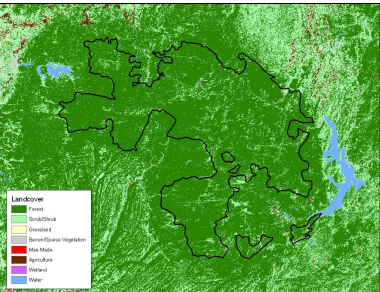 Landcover
Forest
Scrub/Shrub
Grassland
Barren/Sparse Vegetation
Man-Made
Agriculture
Wetland
Water